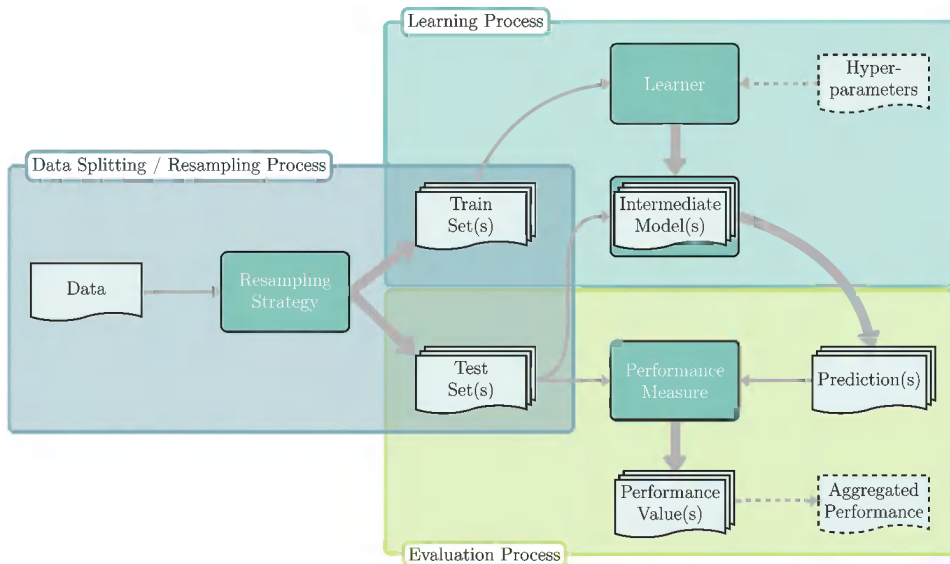 Learning Process
Learner
Hyper-
parameters
Data Splitting / Resampling Process
Train
Set(s)
Intermediate
Model(s)
Data
Resampling
Strategy
Test
Set(s)
Performance
Measure
Prediction(s)
Performance
Value(s)
Aggregated
Performance
Evaluation Process